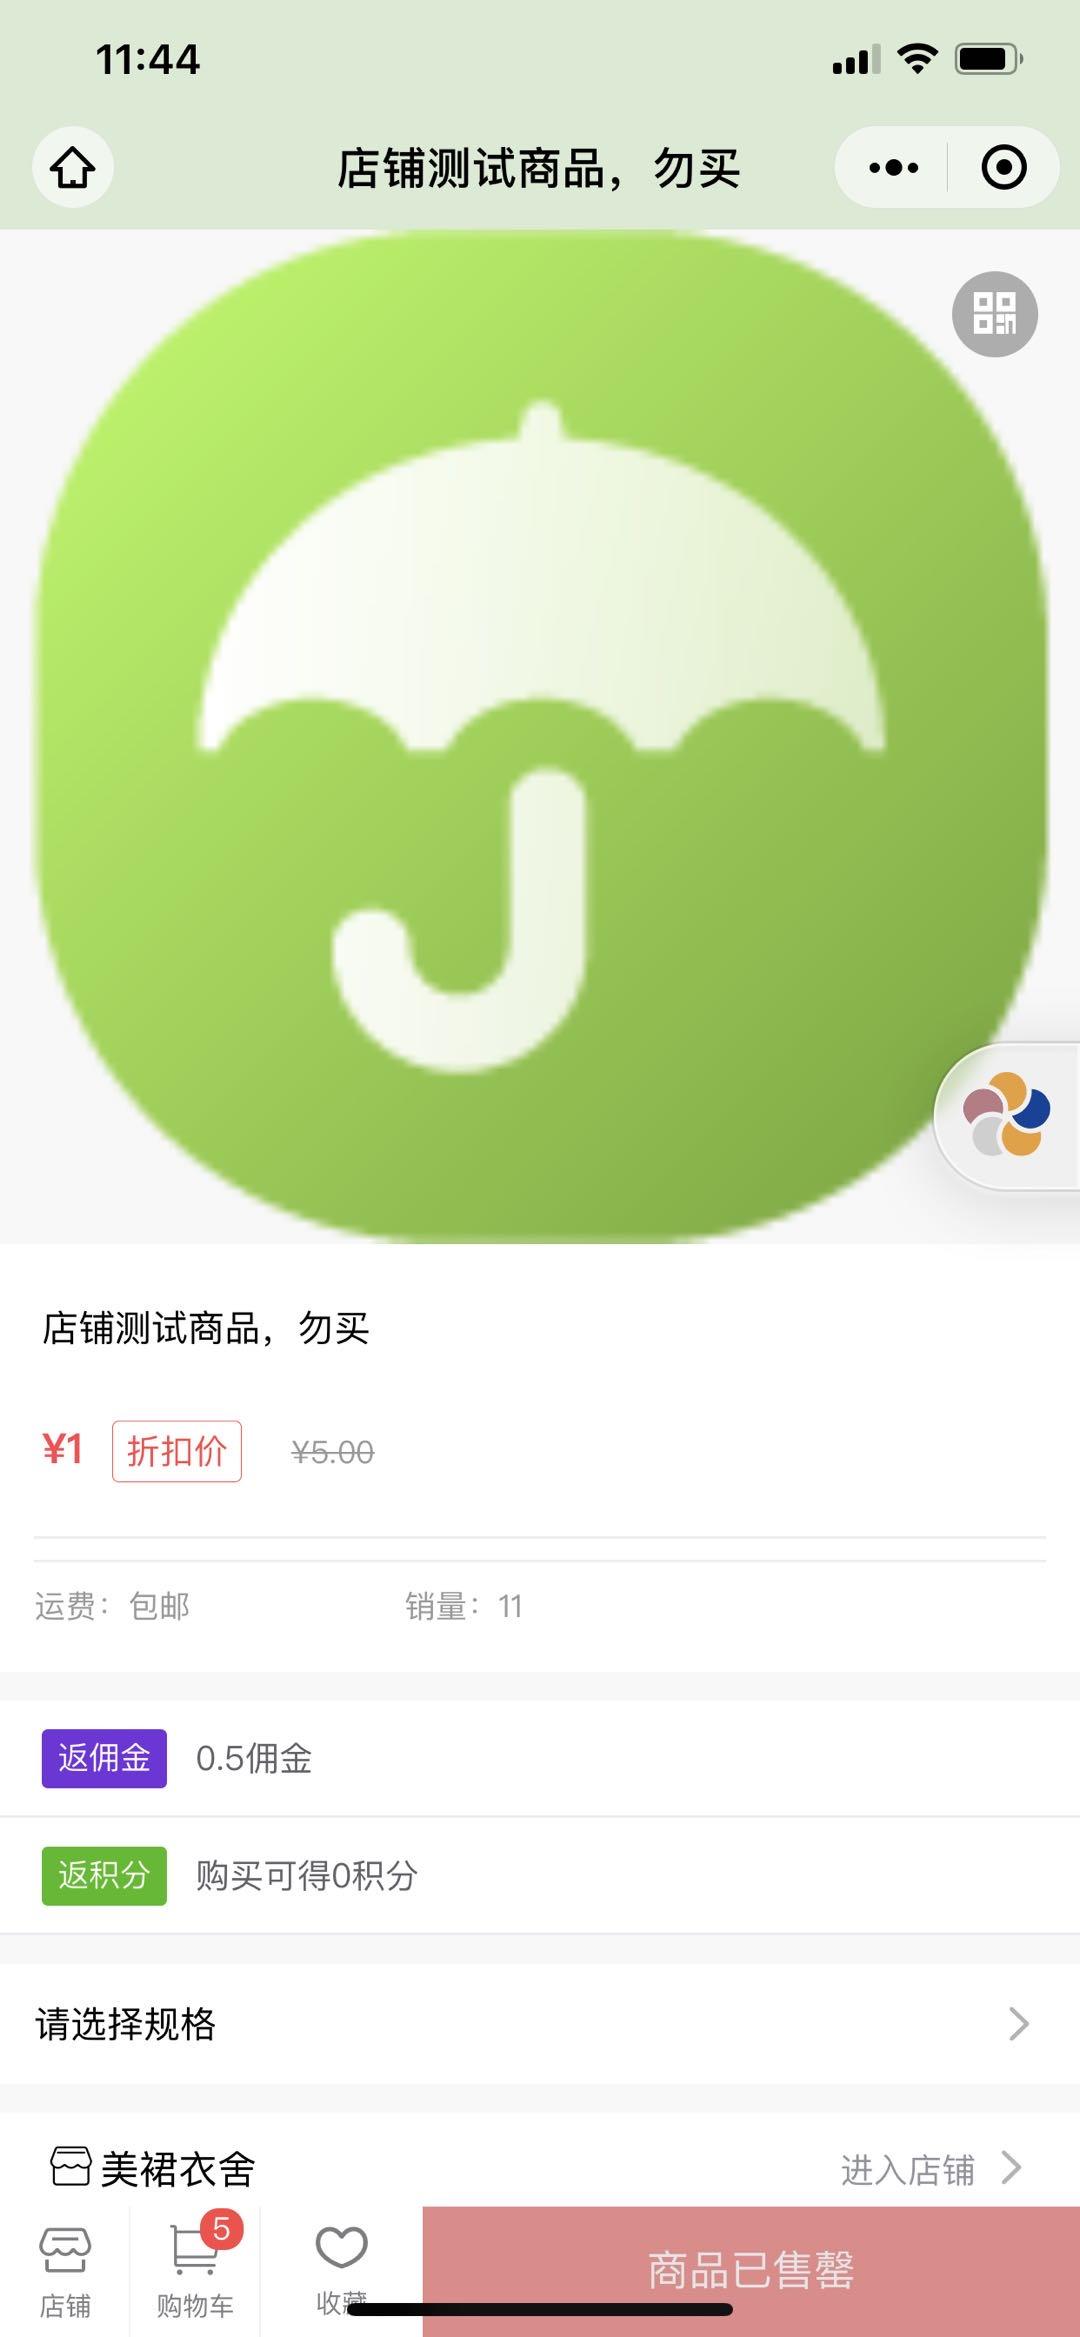 11:44
店铺测试商品，勿买
店铺测试商品，勿买
¥1 折扣价 ¥5.00
运费：包邮 销量：11
返佣金 0.5佣金
返积分 购买可得0积分
请选择规格
美裙衣舍 进入店铺
5
店铺 购物车 收藏 商品已售罄